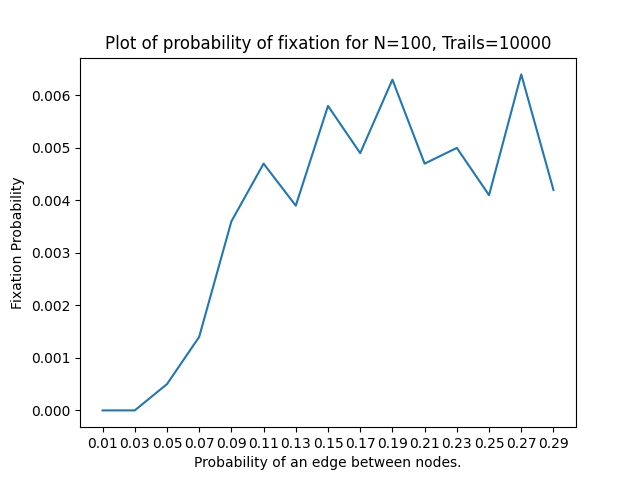 Plot of probability of fixation for N=100, Trails=10000
0.006
0.005
0.004
0.003
0.002
0.001
0.000
Fixation Probability
0.01 0.03 0.05 0.07 0.09 0.11 0.13 0.15 0.17 0.19 0.21 0.23 0.25 0.27 0.29
Probability of an edge between nodes.